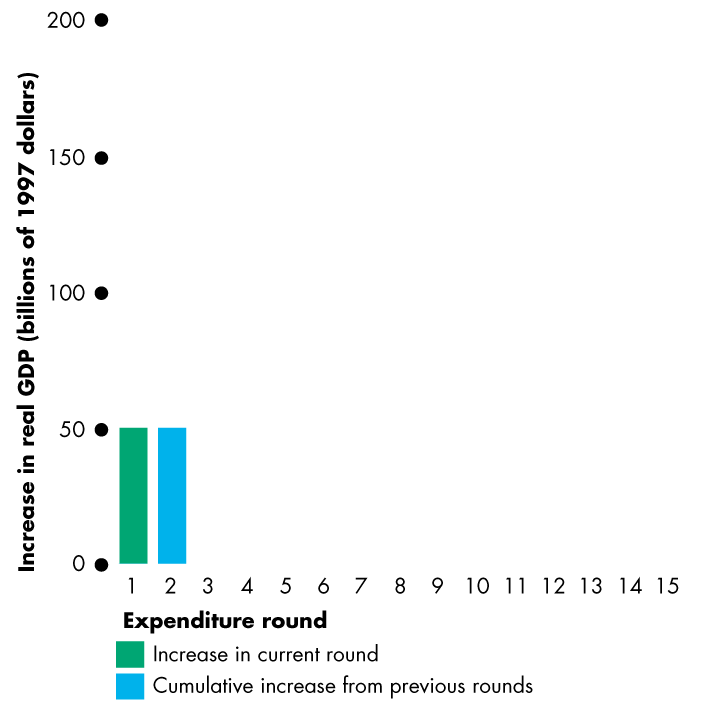 Increase in real GDP (billions of 1997 dollars)
200
150
100
50
0
1 2 3 4 5 6 7 8 9 10 11 12 13 14 15
Expenditure round
Increase in current round
Cumulative increase from previous rounds